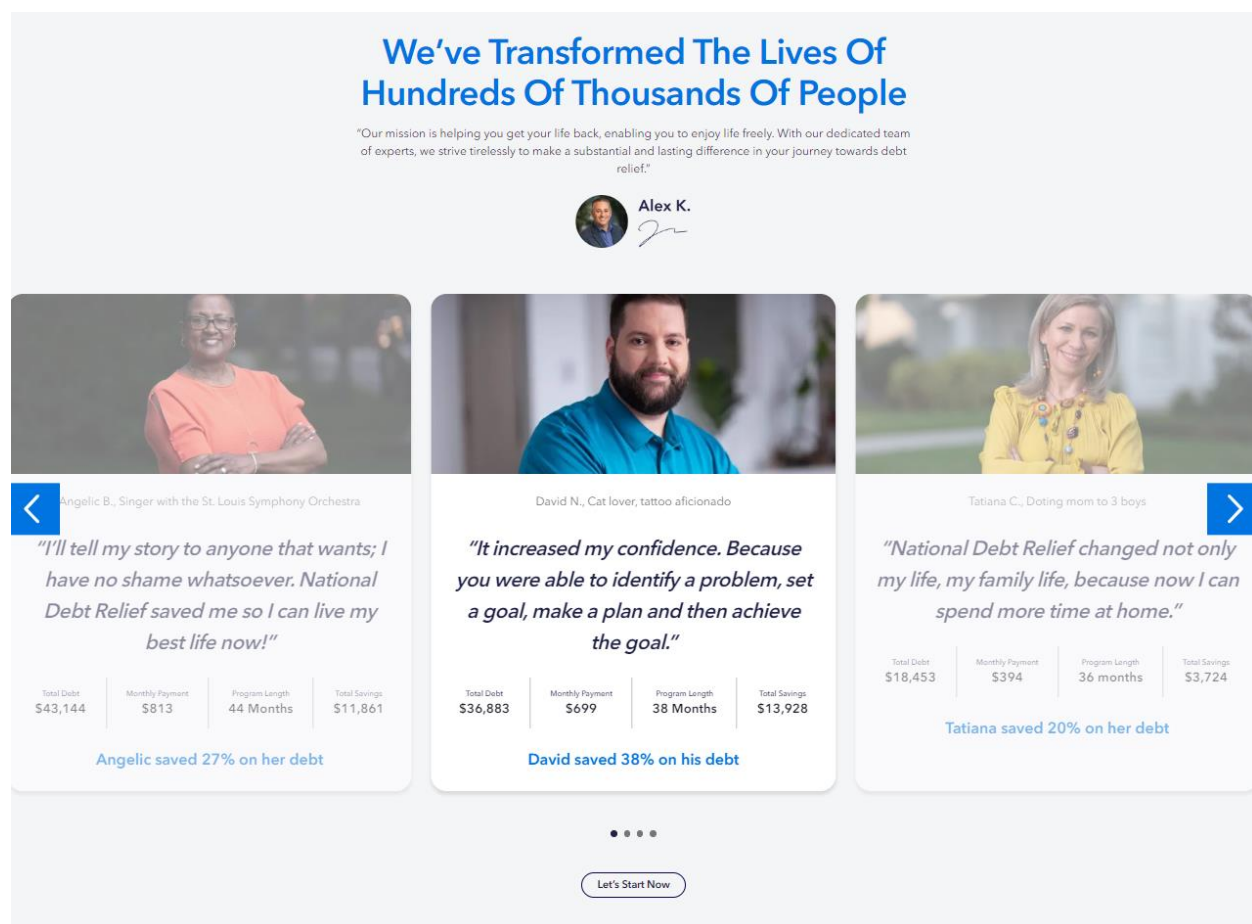 We've Transformed The Lives Of
Hundreds Of Thousands Of People
"Our mission is helping you get your life back, enabling you to enjoy life freely. With our dedicated team
of experts, we strive tirelessly to make a substantial and lasting difference in your journey towards debt
relief."
Alex K.
Angelic B., Singer with the St. Louis Symphony Orchestra
"I'll tell my story to anyone that wants; I
have no shame whatsoever. National
Debt Relief saved me so I can live my
best life now!"
Total Debt Monthly Payment Program Length Total Savings
$43,144 $813 44 Months $11,861
Angelic saved 27% on her debt
David N., Cat lover, tattoo aficionado
"It increased my confidence. Because
you were able to identify a problem, set
a goal, make a plan and then achieve
the goal."
Total Debt Monthly Payment Program Length Total Savings
$36,883 $699 38 Months $13,928
David saved 38% on his debt
Tatiana C., Doting mom to 3 boys
"National Debt Relief changed not only
my life, my family life, because now I can
spend more time at home."
Total Debt Monthly Payment Program Length Total Savings
$18,453 $394 36 months $3,724
Tatiana saved 20% on her debt
Let's Start Now